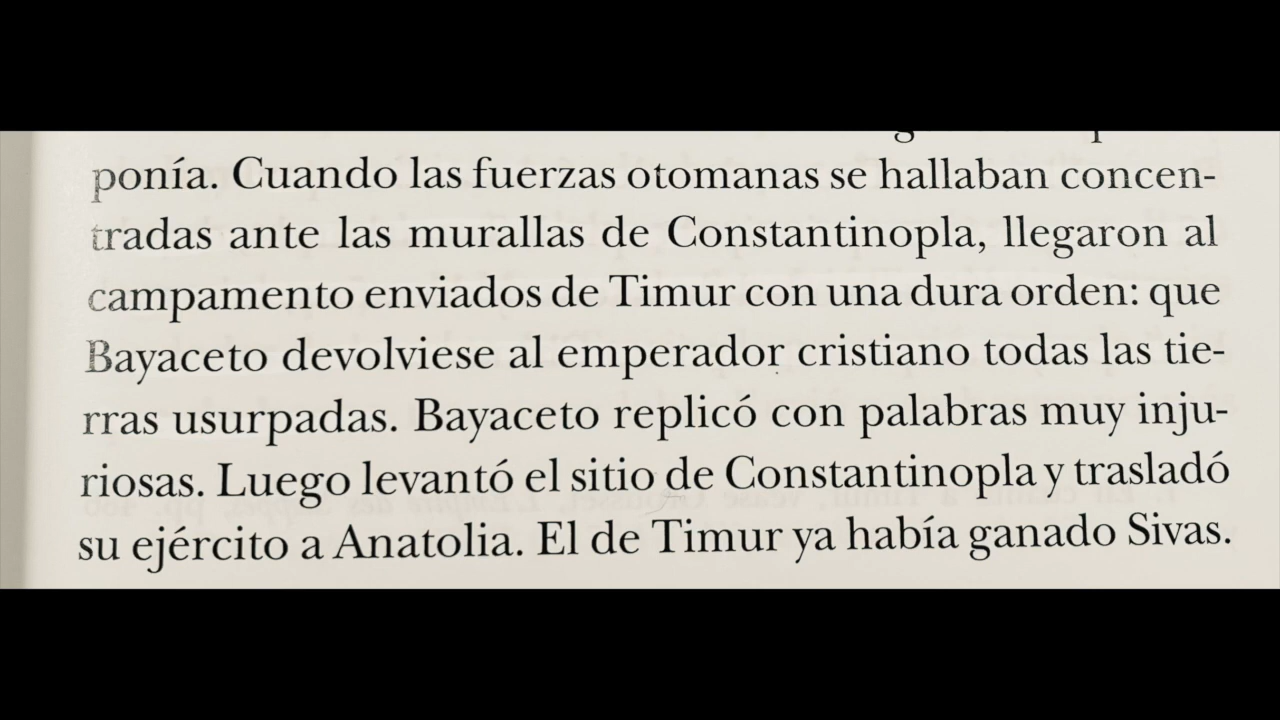 ponía. Cuando las fuerzas otomanas se hallaban concen-
tradas ante las murallas de Constantinopla, llegaron al
campamento enviados de Timur con una dura orden: que
Bayaceto devolviese al emperador cristiano todas las tie-
rras usurpadas. Bayaceto replicó con palabras muy inju-
riosas. Luego levantó el sitio de Constantinopla y trasladó
su ejército a Anatolia. El de Timur ya había ganado Sivas.